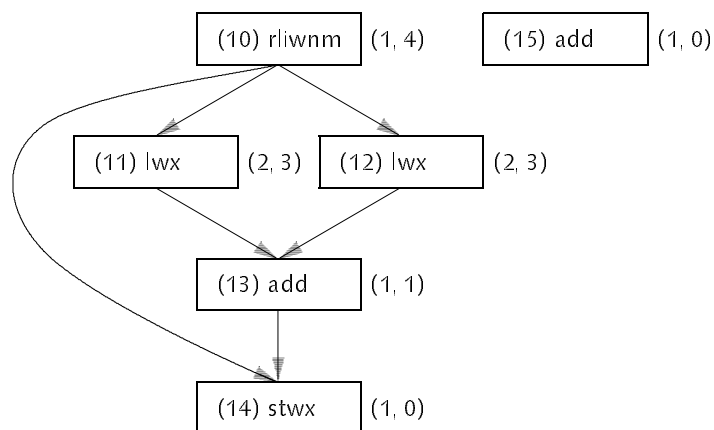 (10) rliwnm (1, 4) (15) add (1, 0)
(11) lwx (2, 3) (12) lwx (2, 3)
(13) add (1, 1)
(14) stwx (1, 0)